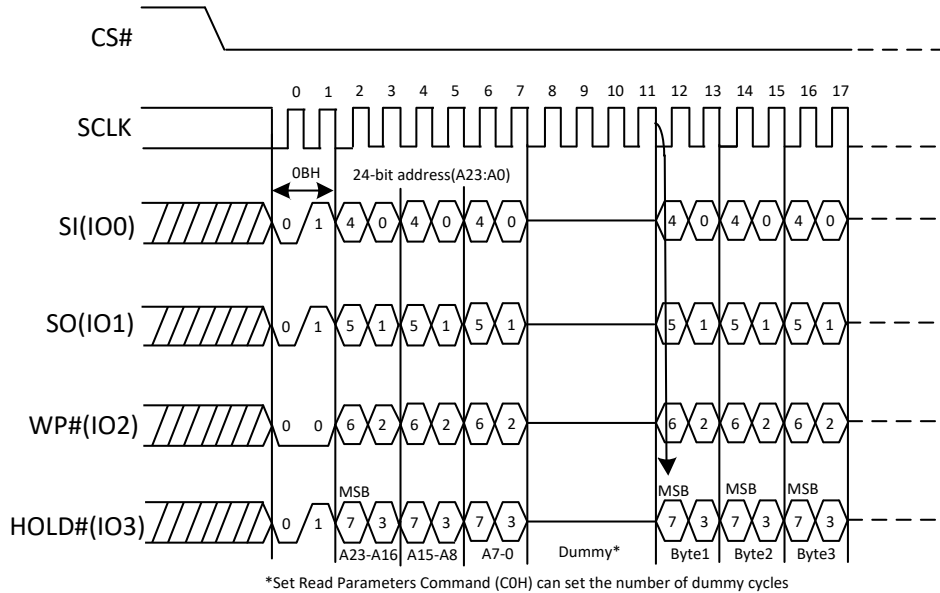 CS#
0 1 2 3 4 5 6 7 8 9 10 11 12 13 14 15 16 17
SCLK
0BH 24-bit address(A23:A0)
SI(IO0) 0 1 4 0 4 0 4 0 4 0 4 0 4 0
SO(IO1) 0 1 5 1 5 1 5 1 5 1 5 1 5 1
WP#(IO2) 0 0 6 2 6 2 6 2 6 2 6 2 6 2
MSB MSB MSB MSB
HOLD#(IO3) 0 1 7 3 7 3 7 3 7 3 7 3 7 3
A23-A16 A15-A8 A7-0 Dummy* Byte1 Byte2 Byte3
*Set Read Parameters Command (C0H) can set the number of dummy cycles